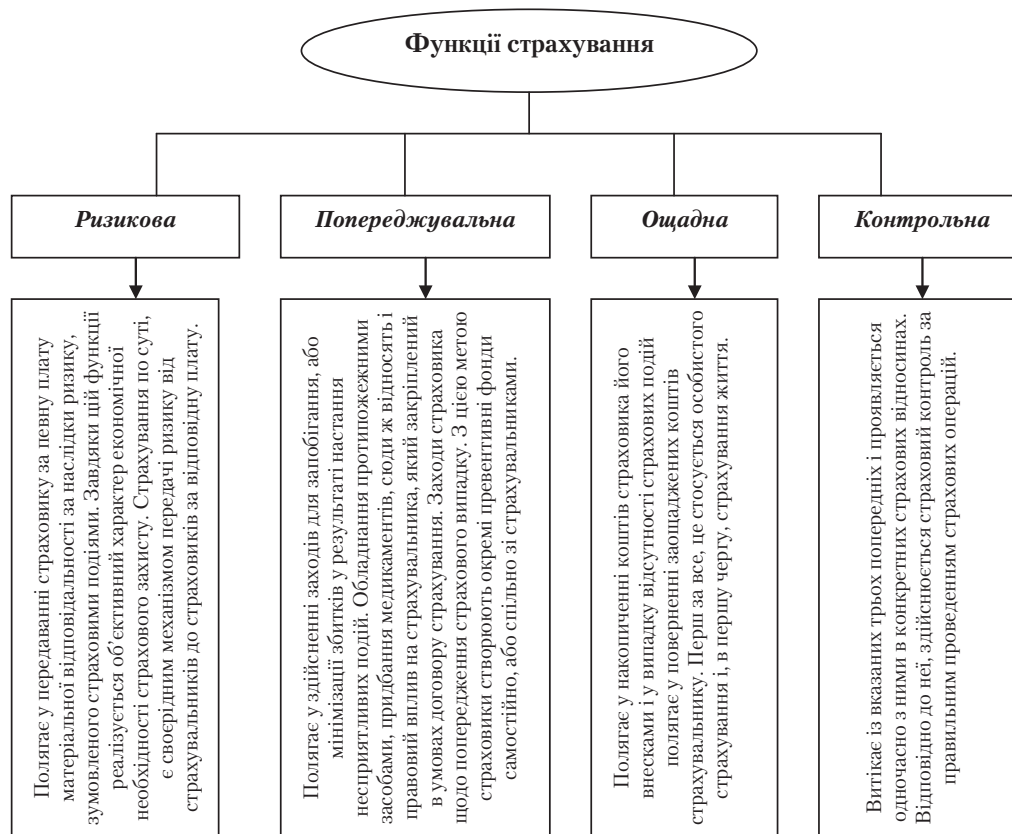 Функції страхування
Ризикова
Попереджувальна
Ощадна
Контрольна
Полягає у передаванні страховику за певну плату
матеріальної відповідальності за наслідки ризику,
зумовленого страховими подіями. Завдяки цій функції
реалізується об’єктивний характер економічної
необхідності страхового захисту. Страхування по суті,
є своєрідним механізмом передачі ризику від
страхувальників до страховиків за відповідну плату.
Полягає у здійсненні заходів для запобігання, або
мінімізації збитків у результаті настання
несприятливих подій. Обладнання протипожежними
засобами, придбання медикаментів, сюди ж відносять і
правовий вплив на страхувальника, який закріплений
в умовах договору страхування. Заходи страховика
щодо попередження страхового випадку. З цією метою
страховики створюють окремі превентивні фонди
самостійно, або спільно зі страхувальниками.
Полягає у накопиченні коштів страховика його
внесками і у випадку відсутності страхових подій
полягає у поверненні заощаджених коштів
страхувальнику. Перш за все, це стосується особистого
страхування і, в першу чергу, страхування життя.
Витікає із вказаних трьох попередніх і проявляється
одночасно з ними в конкретних страхових відносинах.
Відповідно до неї, здійснюється страховий контроль за
правильним проведенням страхових операцій.